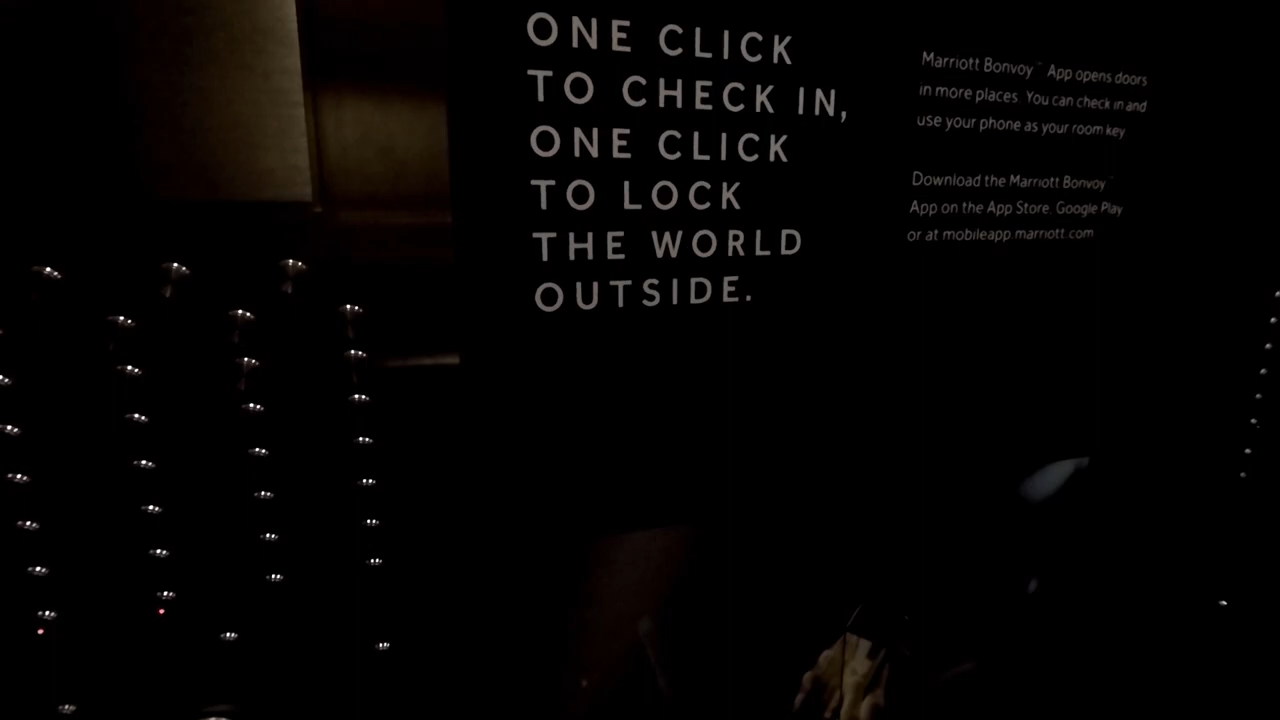 ONE CLICK
TO CHECK IN,
ONE CLICK
TO LOCK
THE WORLD
OUTSIDE.
Marriott Bonvoy™ App opens doors
in more places. You can check in and
use your phone as your room key
Download the Marriott Bonvoy™
App on the App Store, Google Play
or at mobileapp.marriott.com